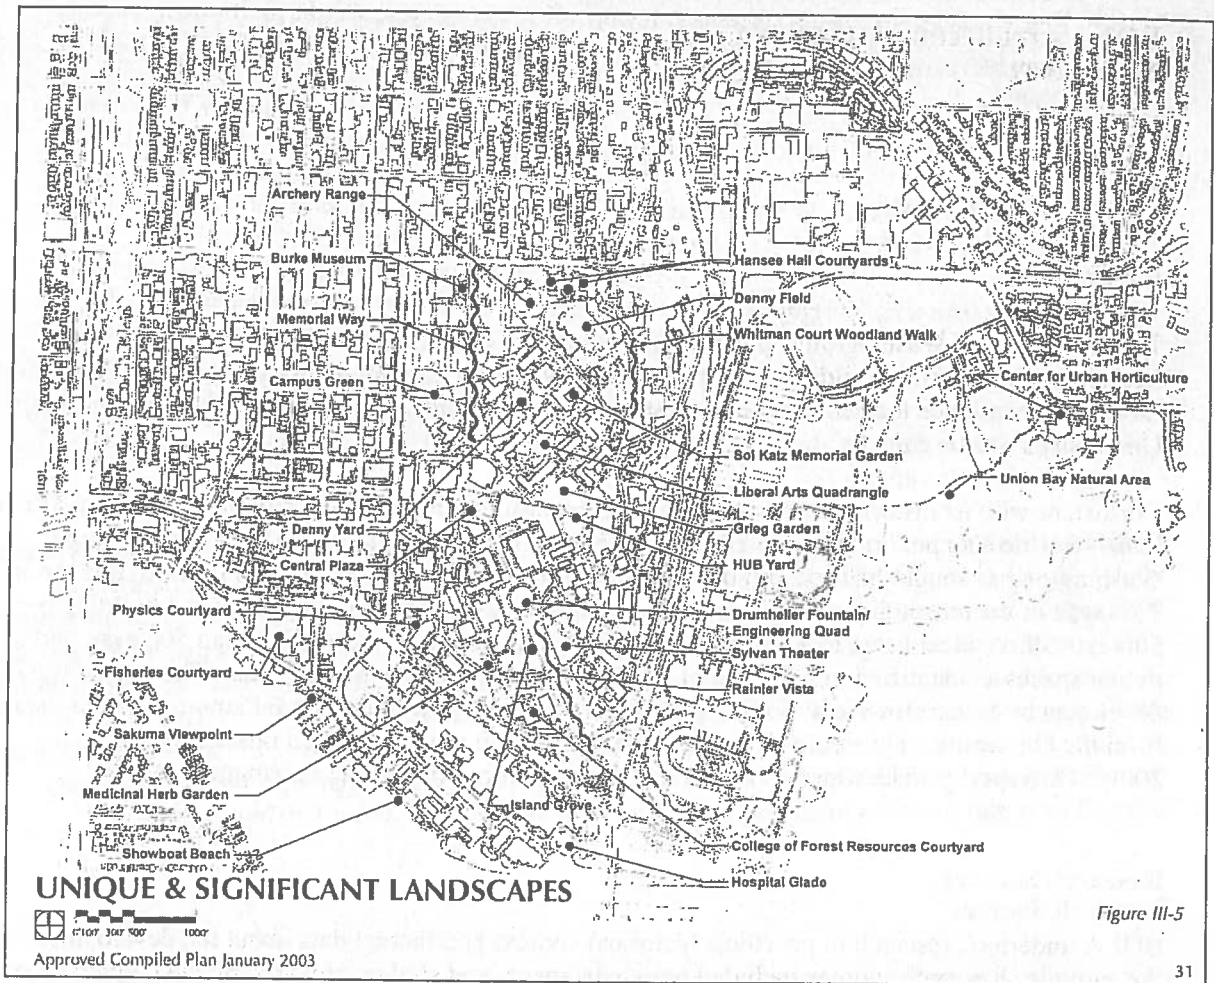 Archery Range
Burke Museum
Memorial Way
Campus Green
Denny Yard
Central Plaza
Physics Courtyard
Fisheries Courtyard
Sakuma Viewpoint
Medicinal Herb Garden
Showboat Beach
Island Grove
Hansee Hall Courtyards
Denny Field
Whitman Court Woodland Walk
Center for Urban Horticulture
Sol Katz Memorial Garden
Union Bay Natural Area
Liberal Arts Quadrangle
Grieg Garden
HUB Yard
Drumheller Fountain
Engineering Quad
Sylvan Theater
Rainier Vista
College of Forest Resources Courtyard
Hospital Glade
UNIQUE & SIGNIFICANT LANDSCAPES
1000'
Approved Compiled Plan January 2003
Figure III-5
31